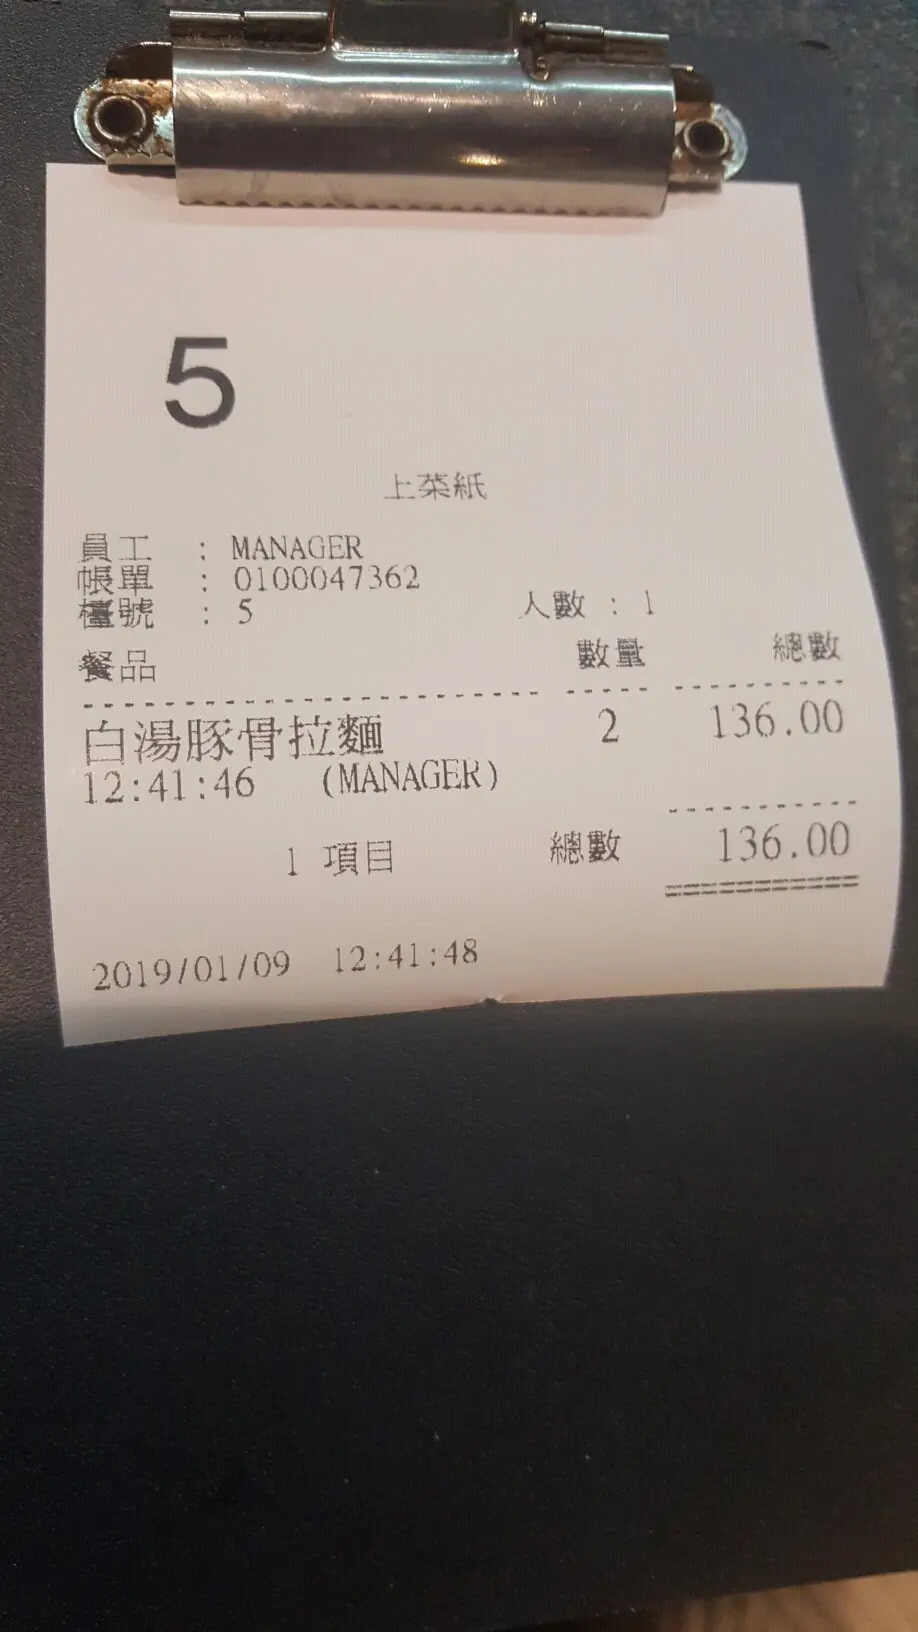 5
上菜紙
員工 : MANAGER
帳單 : 0100047362
檯號 : 5 人數 : 1
餐品 數量 總數
白湯豚骨拉麵 2 136.00
12:41:46 (MANAGER)
1 項目 總數 136.00
2019/01/09 12:41:48